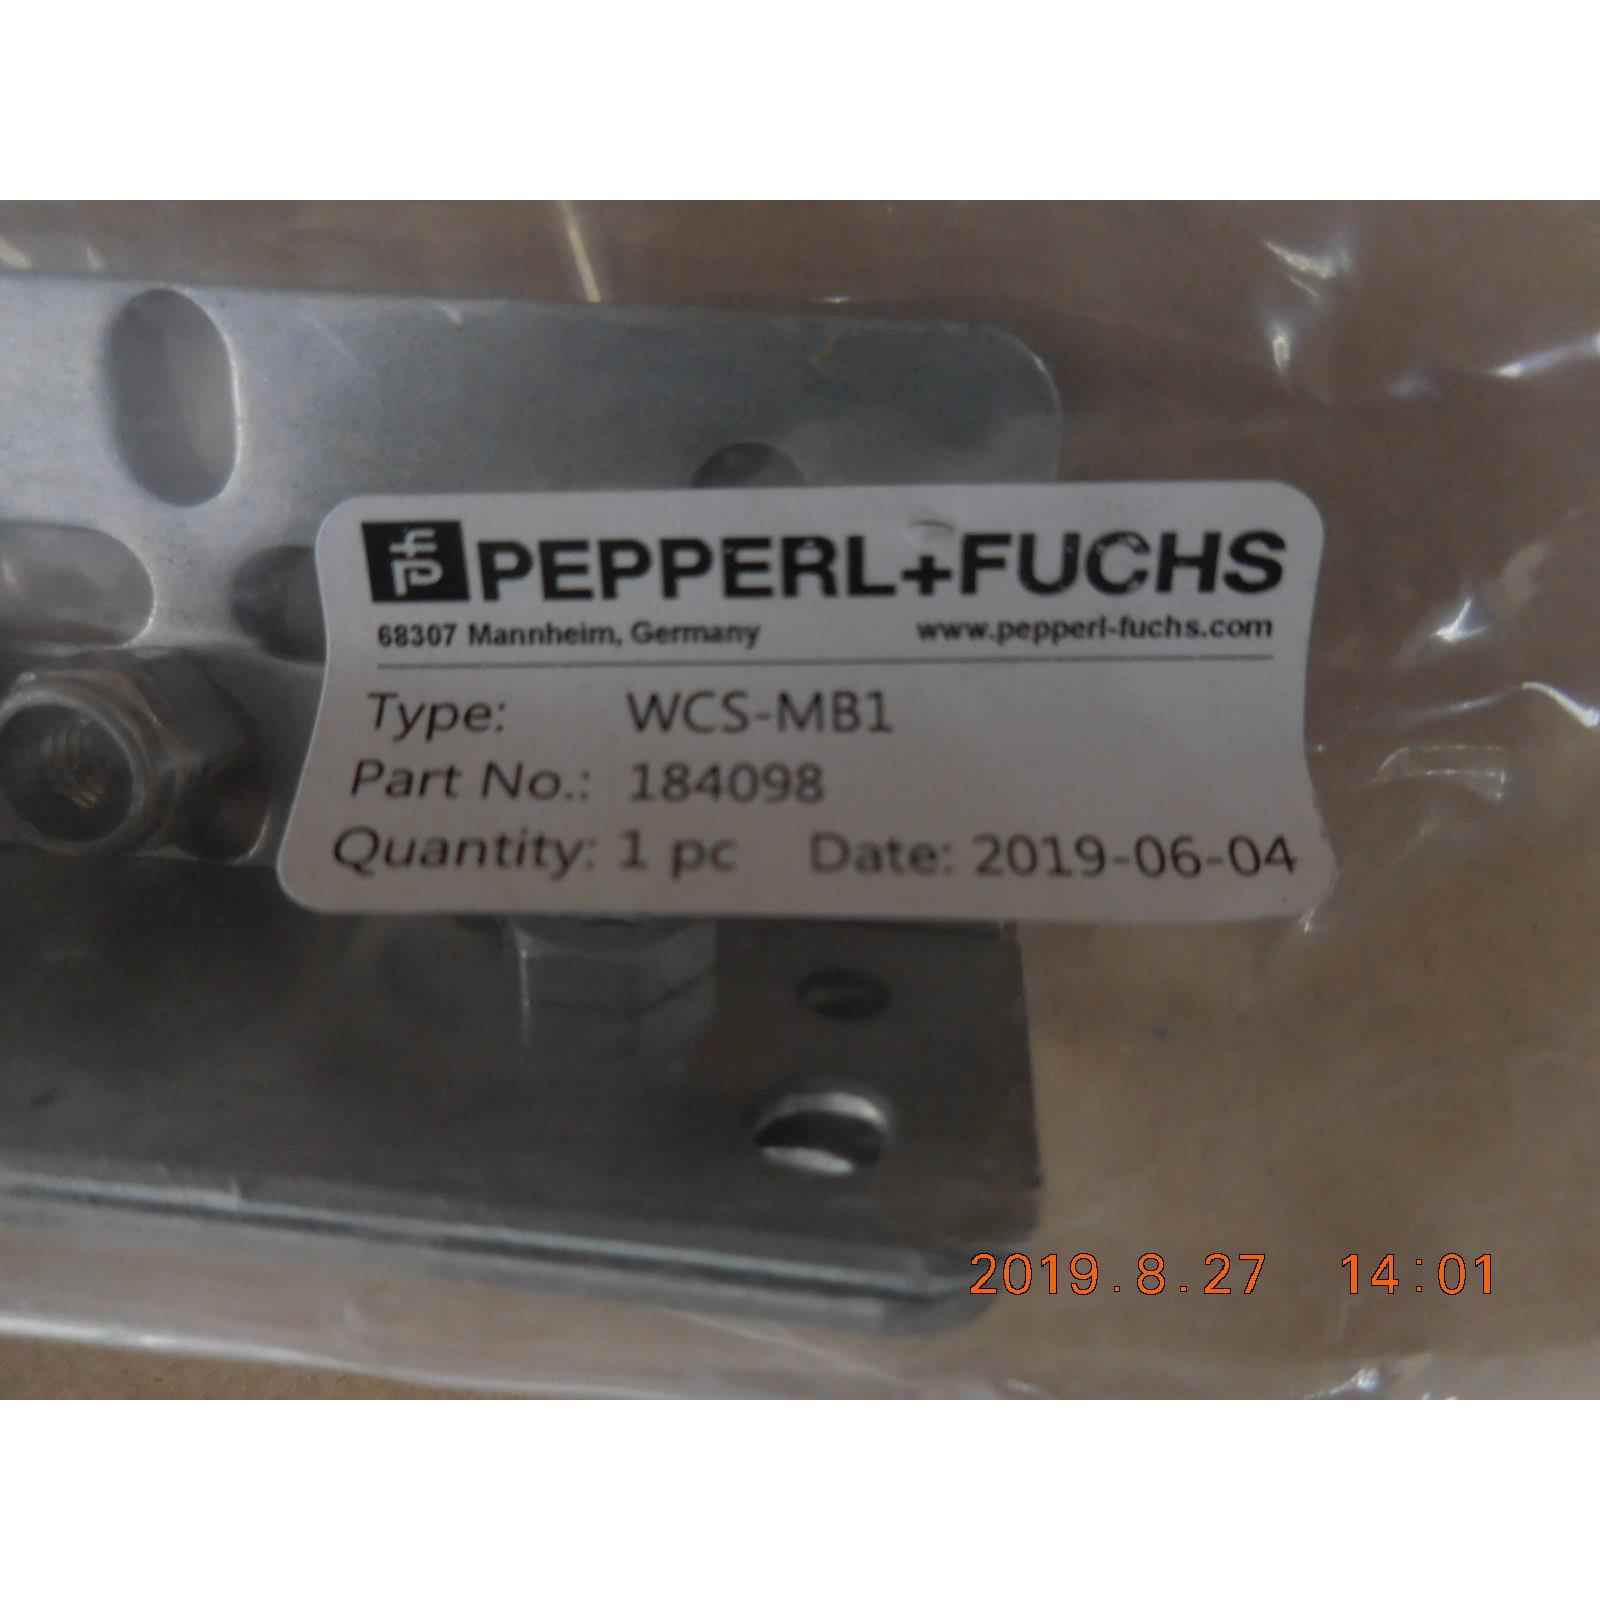 PEPPERL+FUCHS
68307 Mannheim, Germany www.pepperl-fuchs.com
Type: WCS-MB1
Part No.: 184098
Quantity: 1 pc Date: 2019-06-04
2019.8.27 14:01